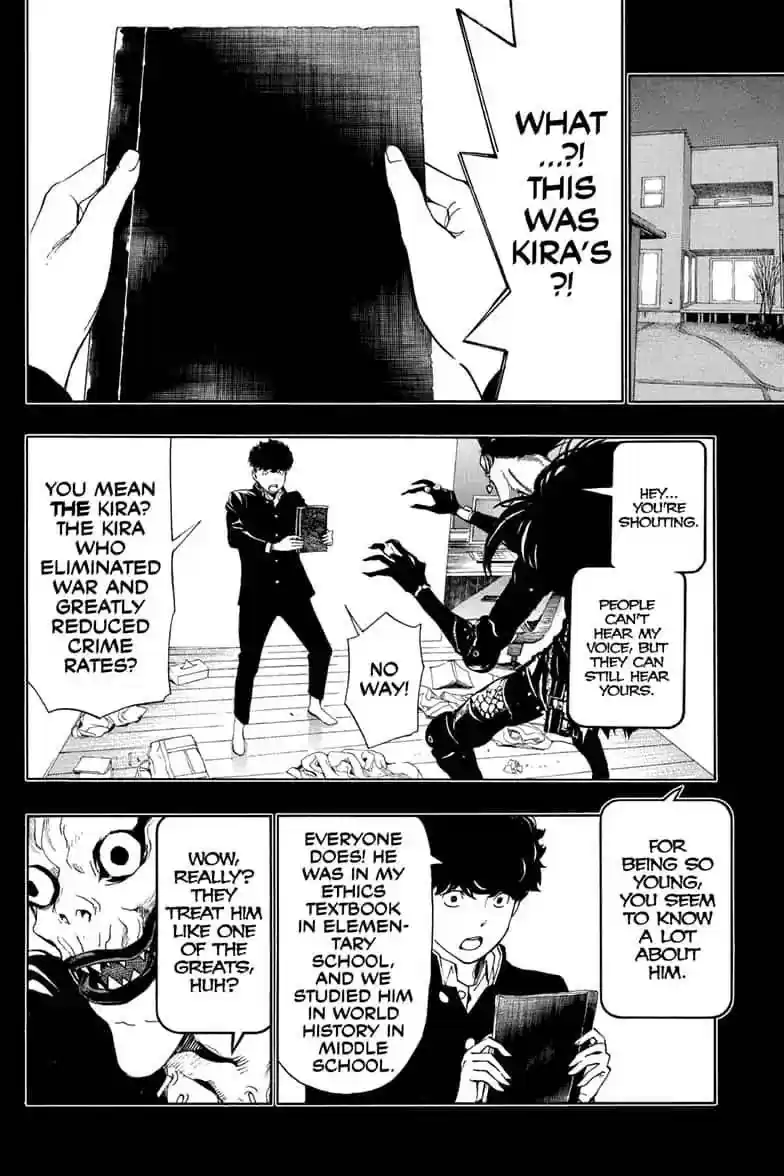 WHAT
...?!
THIS
WAS
KIRA'S
?!
HEY...
YOU'RE
SHOUTING.
PEOPLE
CAN'T
HEAR MY
VOICE, BUT
THEY CAN
STILL HEAR
YOURS.
NO
WAY!
YOU MEAN
THE KIRA?
THE KIRA
WHO
ELIMINATED
WAR AND
GREATLY
REDUCED
CRIME
RATES?
FOR
BEING SO
YOUNG,
YOU SEEM
TO KNOW
A LOT
ABOUT
HIM.
EVERYONE
DOES! HE
WAS IN MY
ETHICS
TEXTBOOK
IN ELEMEN-
TARY
SCHOOL,
AND WE
STUDIED HIM
IN WORLD
HISTORY IN
MIDDLE
SCHOOL.
WOW,
REALLY?
THEY
TREAT HIM
LIKE ONE
OF THE
GREATS,
HUH?